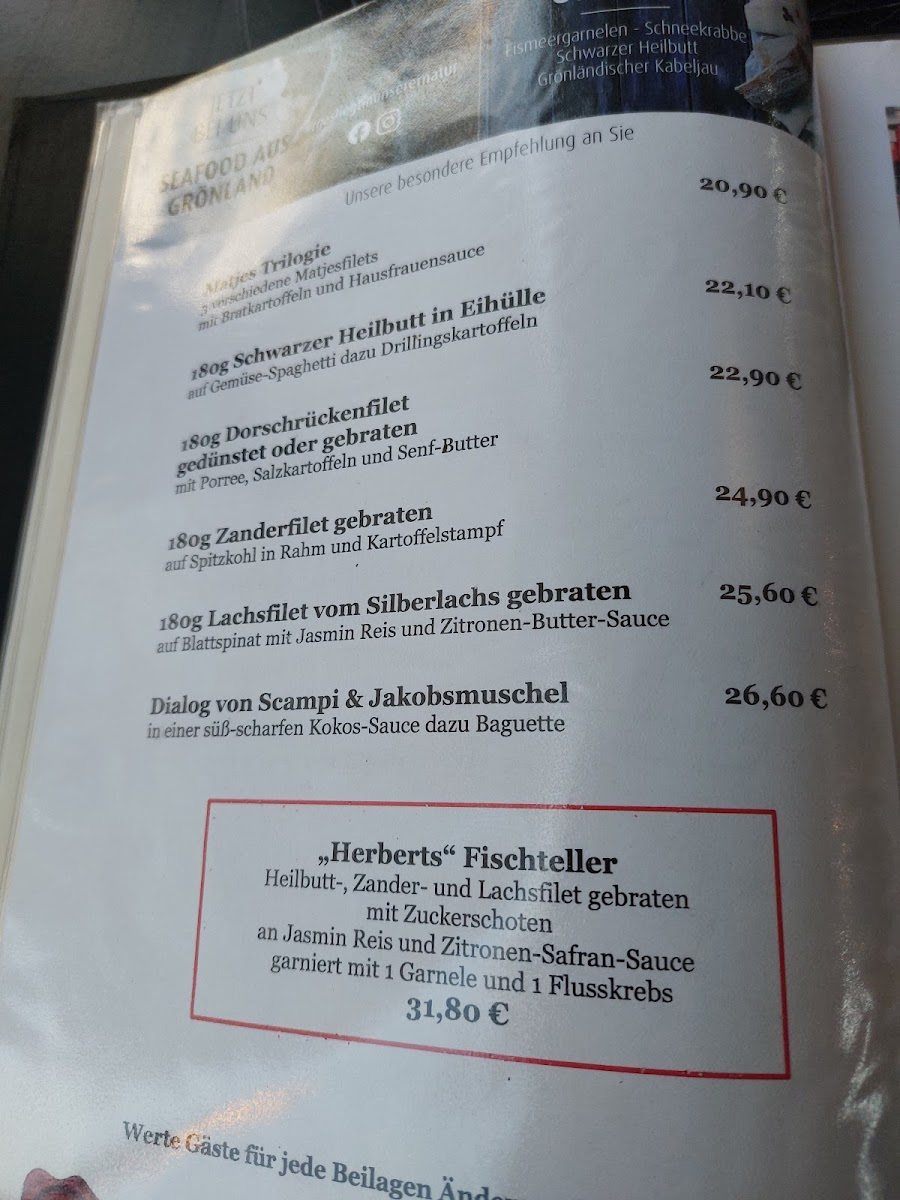 JETZT
BEI UNS
SEAFOOD AUS
GRÖNLAND
Eismeergarnelen - Schneekrabbe
Schwarzer Heilbutt
Grönländischer Kabeljau
Unsere besondere Empfehlung an Sie
Matjes Trilogie 20,90 €
3 verschiedene Matjesfilets
mit Bratkartoffeln und Hausfrauensauce
180g Schwarzer Heilbutt in Eihülle 22,10 €
auf Gemüse-Spaghetti dazu Drillingskartoffeln
180g Dorschrückenfilet 22,90 €
gedünstet oder gebraten
mit Porree, Salzkartoffeln und Senf-Butter
180g Zanderfilet gebraten 24,90 €
auf Spitzkohl in Rahm und Kartoffelstampf
180g Lachsfilet vom Silberlachs gebraten 25,60 €
auf Blattspinat mit Jasmin Reis und Zitronen-Butter-Sauce
Dialog von Scampi & Jakobsmuschel 26,60 €
in einer süß-scharfen Kokos-Sauce dazu Baguette
„Herberts“ Fischteller
Heilbutt-, Zander- und Lachsfilet gebraten
mit Zuckerschoten
an Jasmin Reis und Zitronen-Safran-Sauce
garniert mit 1 Garnele und 1 Flusskrebs
31,80 €
Werte Gäste für jede Beilagen